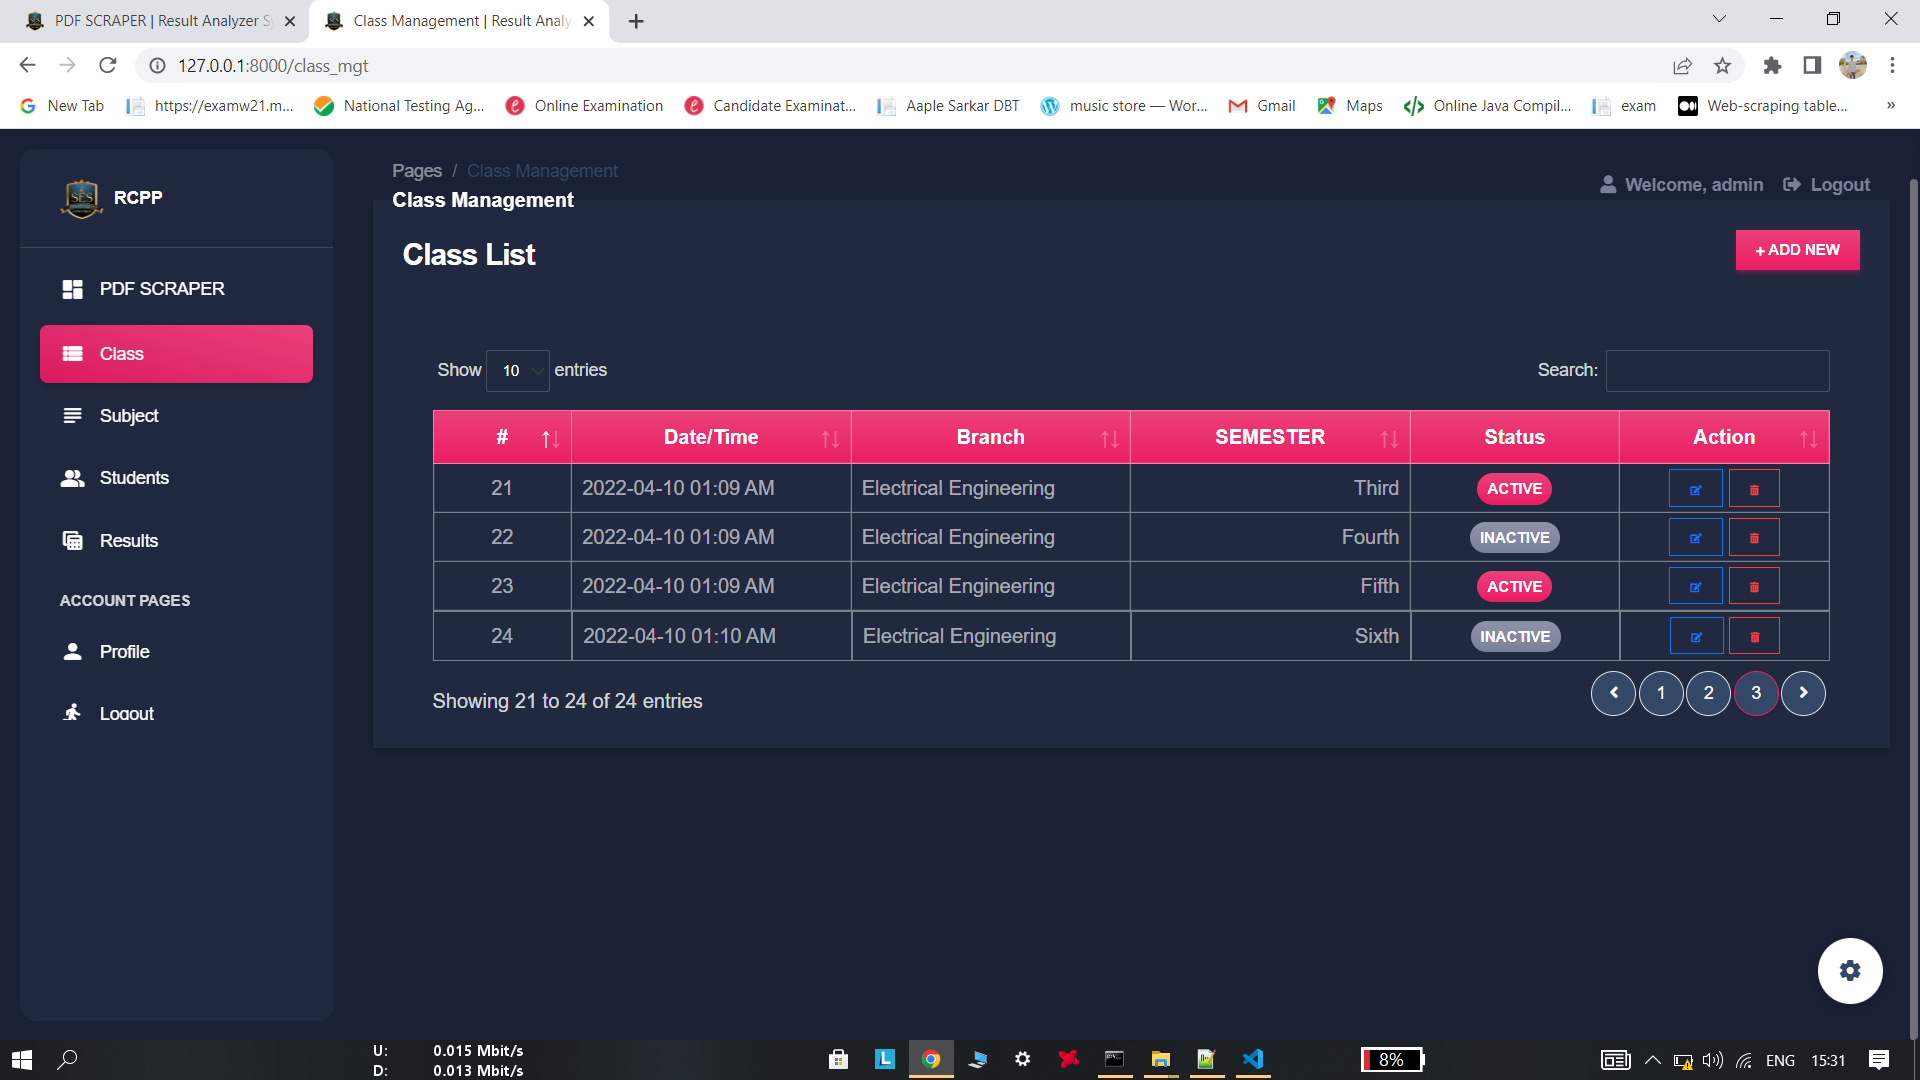 PDF SCRAPER | Result Analyzer S
Class Management | Result Analy
127.0.0.1:8000/class_mgt
New Tab
https://examw21.m...
National Testing Ag...
Online Examination
Candidate Examinat...
Aaple Sarkar DBT
music store — Wor...
Gmail
Maps
Online Java Compil...
exam
Web-scraping table...
»
RCPP
Pages / Class Management
Class Management
Welcome, admin
Logout
PDF SCRAPER
Class
Subject
Students
Results
ACCOUNT PAGES
Profile
Logout
Class List
+ ADD NEW
Show 10 entries
Search:
# Date/Time Branch SEMESTER Status Action
21 2022-04-10 01:09 AM Electrical Engineering Third ACTIVE
22 2022-04-10 01:09 AM Electrical Engineering Fourth INACTIVE
23 2022-04-10 01:09 AM Electrical Engineering Fifth ACTIVE
24 2022-04-10 01:10 AM Electrical Engineering Sixth INACTIVE
Showing 21 to 24 of 24 entries
1 2 3
U: 0.015 Mbit/s
D: 0.013 Mbit/s
L
8%
ENG
15:31